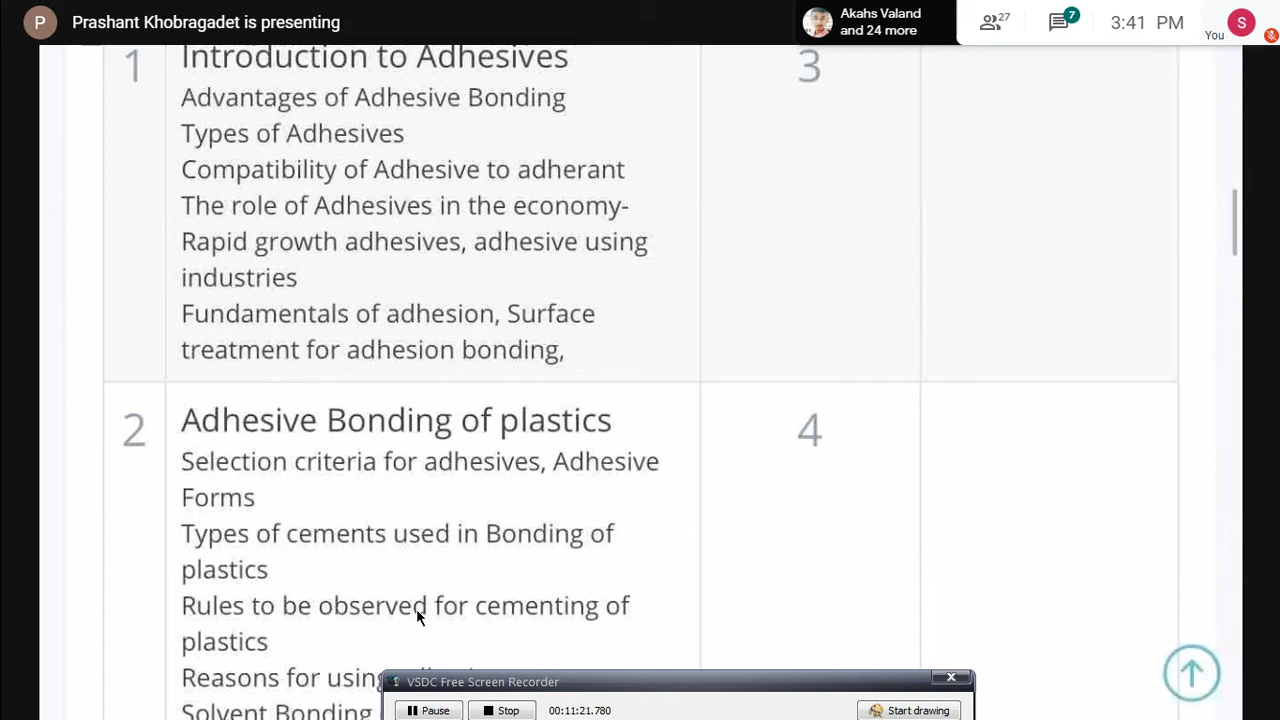 P Prashant Khobragadet is presenting
Akahs Valand
and 24 more
27
7
3:41 PM
You
S
1
Introduction to Adhesives
3
Advantages of Adhesive Bonding
Types of Adhesives
Compatibility of Adhesive to adherant
The role of Adhesives in the economy-
Rapid growth adhesives, adhesive using
industries
Fundamentals of adhesion, Surface
treatment for adhesion bonding,
2
Adhesive Bonding of plastics
4
Selection criteria for adhesives, Adhesive
Forms
Types of cements used in Bonding of
plastics
Rules to be observed for cementing of
plastics
Reasons for using
Solvent Bonding
VSDC Free Screen Recorder
Pause
Stop
00:11:21.780
Start drawing